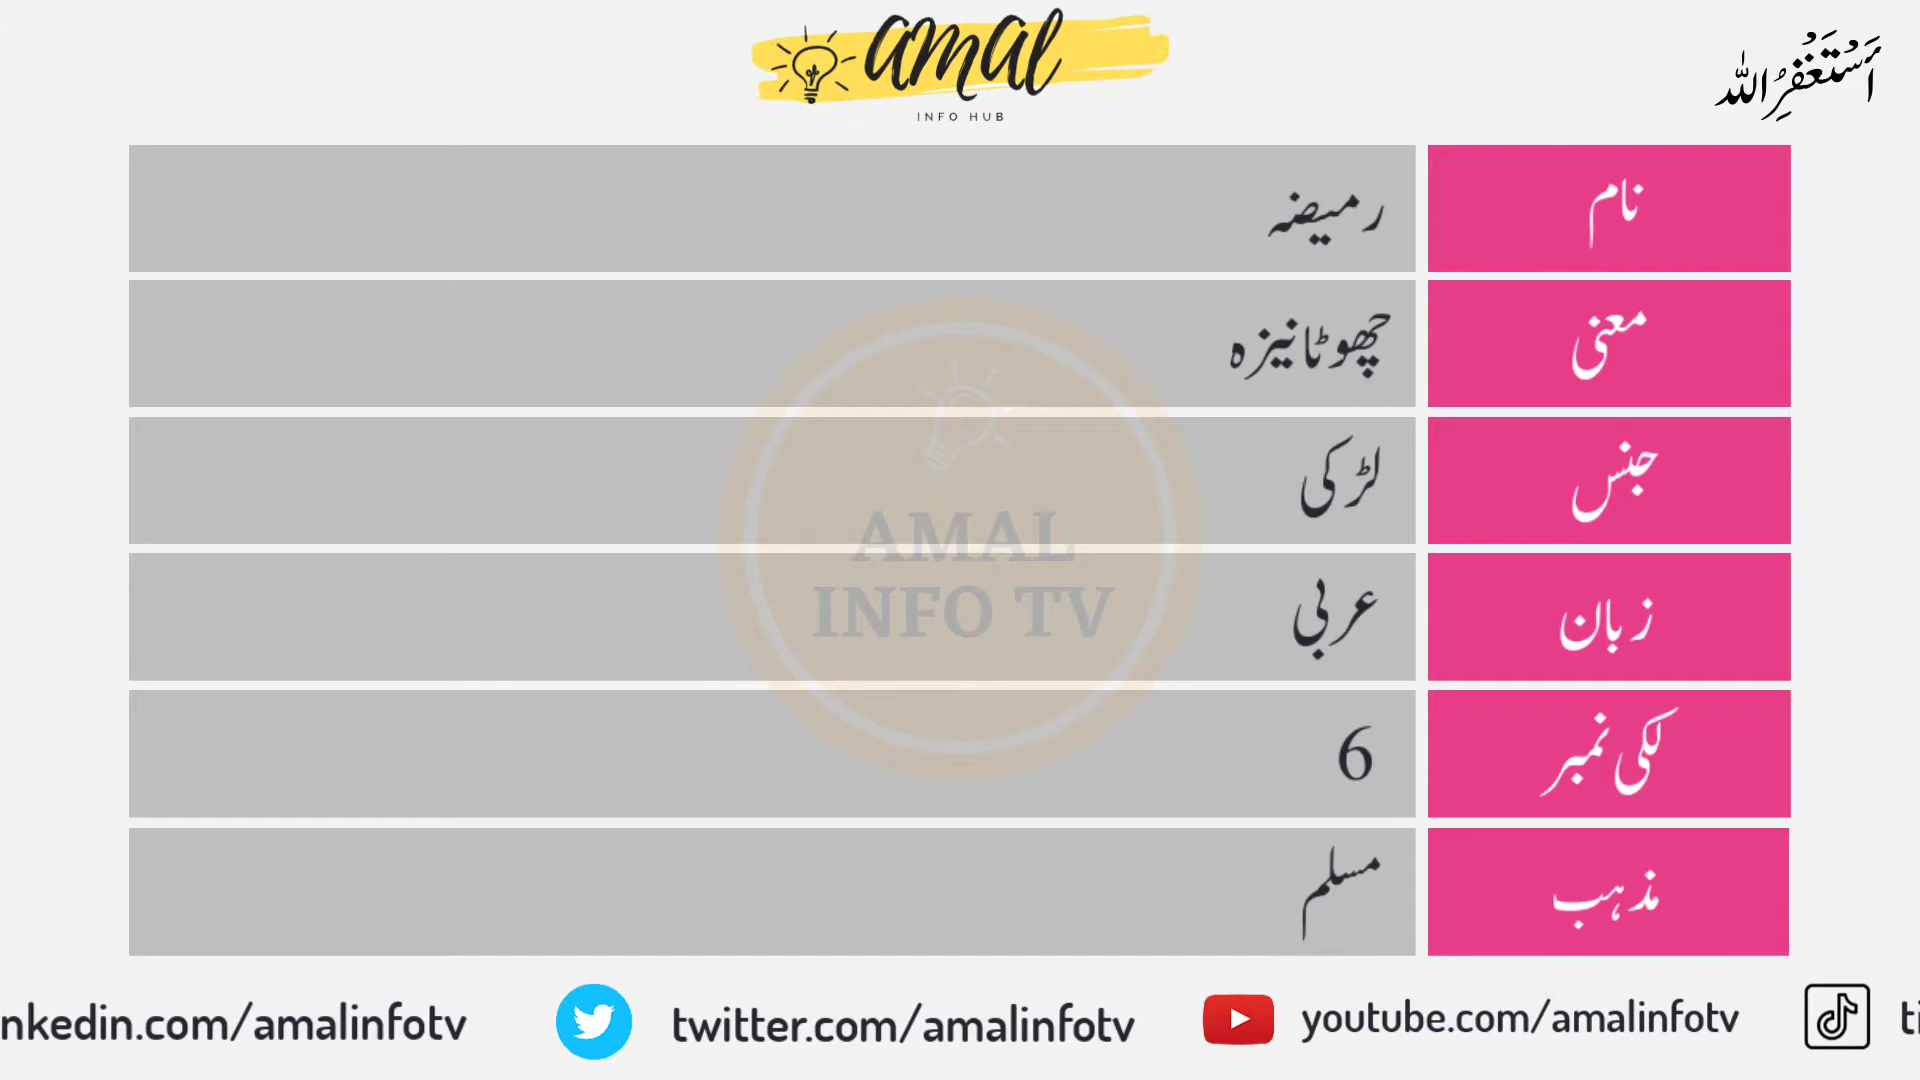 amal
INFO HUB
أَسْتَغْفِرُ اللہ
نام رمیضہ
معنی چھوٹا نیزہ
جنس لڑکی
AMAL
INFO TV
زبان عربی
لکی نمبر 6
مذہب مسلم
nkedin.com/amalinfotv twitter.com/amalinfotv youtube.com/amalinfotv ti